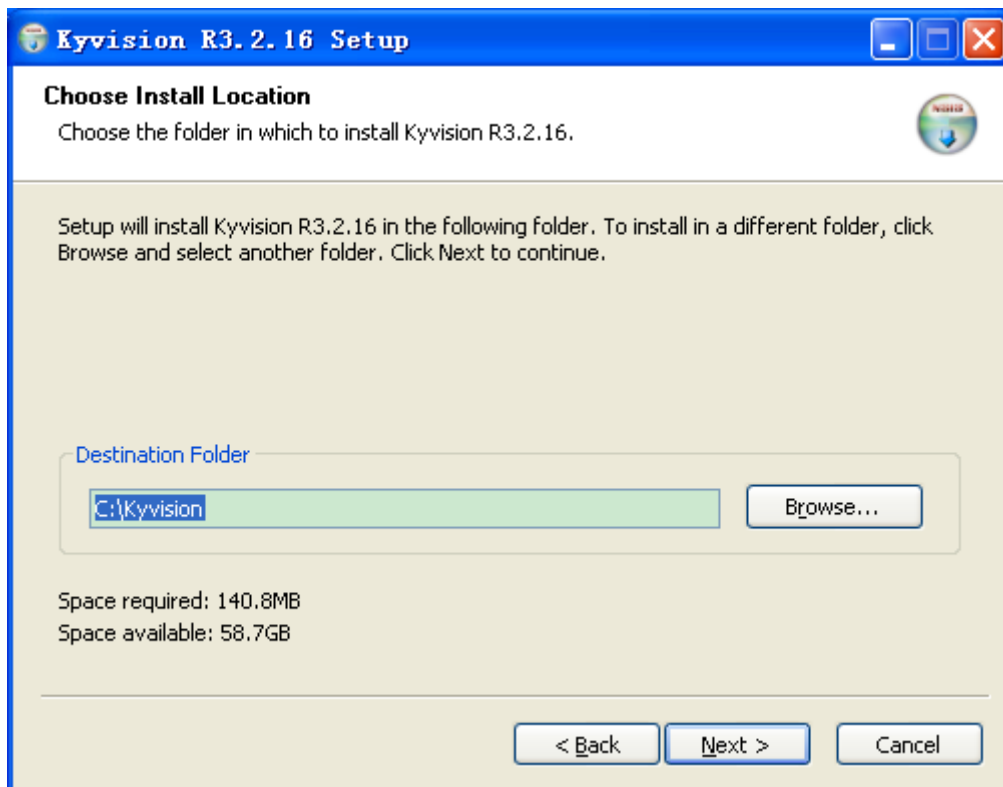 Kyvision R3.2.16 Setup
Choose Install Location
Choose the folder in which to install Kyvision R3.2.16.
Setup will install Kyvision R3.2.16 in the following folder. To install in a different folder, click
Browse and select another folder. Click Next to continue.
Destination Folder
C:\Kyvision
Browse...
Space required: 140.8MB
Space available: 58.7GB
< Back
Next >
Cancel